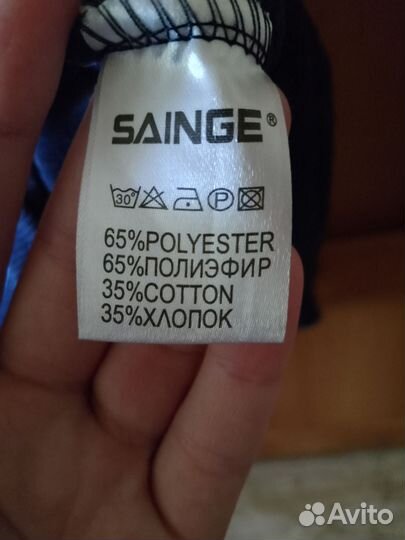 SAINGE®
30° P
65%POLYESTER
65%ПОЛИЭФИР
35%COTTON
35%ХЛОПОК
Avito